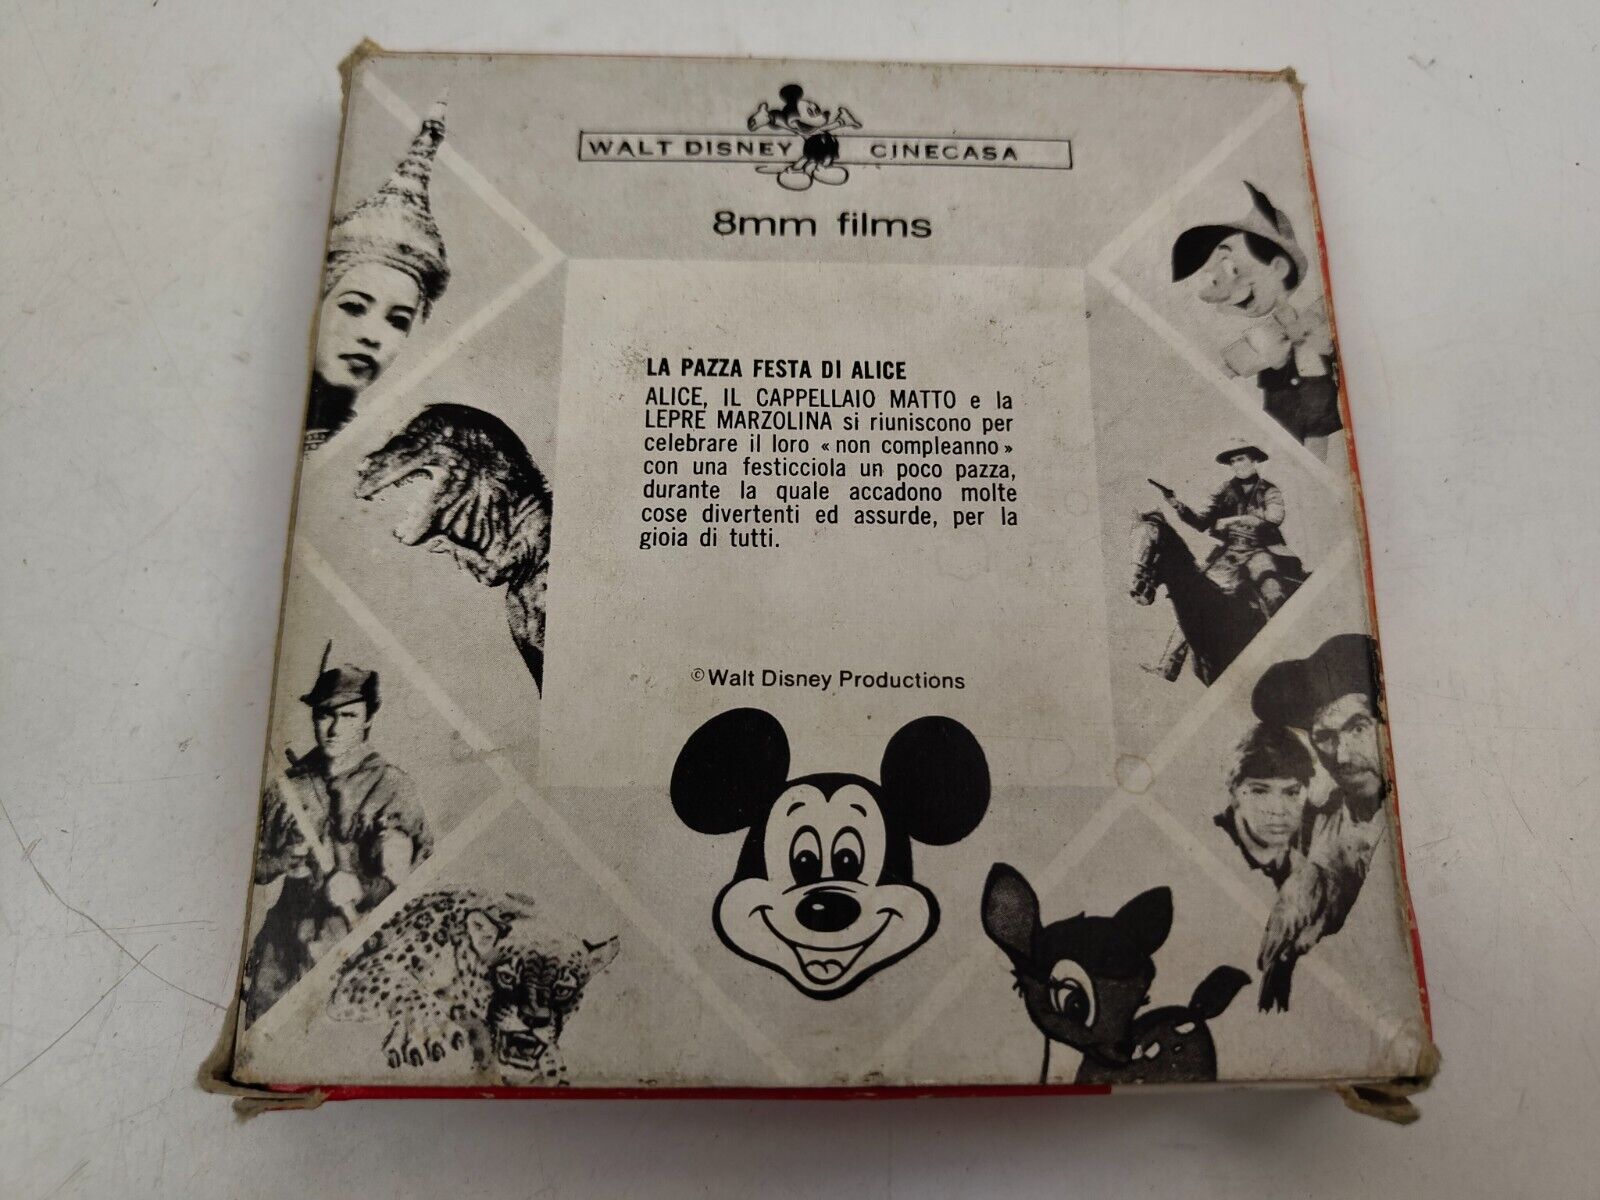 WALT DISNEY CINECASA
8mm films
LA PAZZA FESTA DI ALICE
ALICE, IL CAPPELLAIO MATTO e la
LEPRE MARZOLINA si riuniscono per
celebrare il loro « non compleanno »
con una festicciola un poco pazza,
durante la quale accadono molte
cose divertenti ed assurde, per la
gioia di tutti.
©Walt Disney Productions